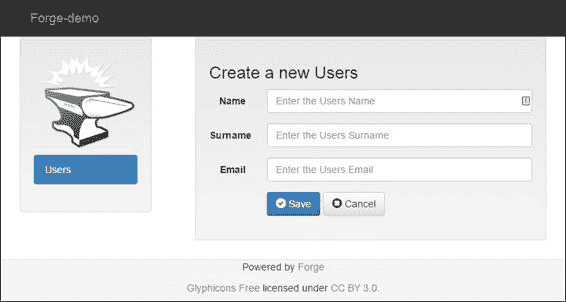 Forge-demo
Users
Create a new Users
Name
Enter the Users Name
Surname
Enter the Users Surname
Email
Enter the Users Email
Save
Cancel
Powered by Forge
Glyphicons Free licensed under CC BY 3.0.